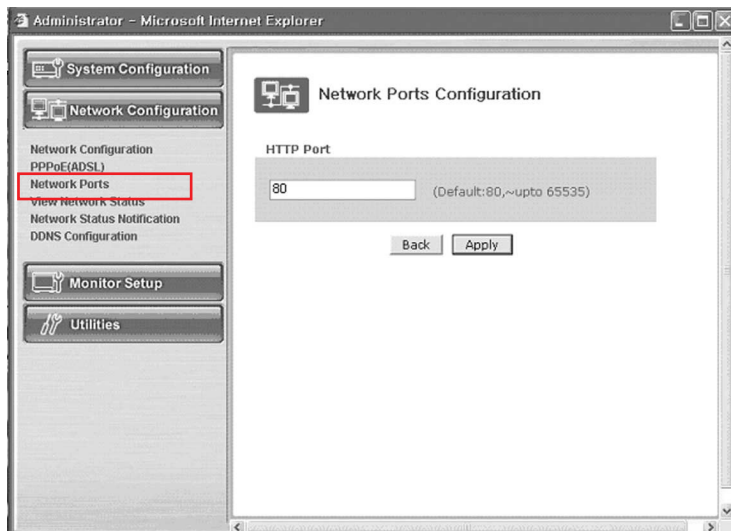 Administrator - Microsoft Internet Explorer
System Configuration
Network Configuration
Network Configuration
PPPoE(ADSL)
Network Ports
View Network Status
Network Status Notification
DDNS Configuration
Monitor Setup
Utilities
Network Ports Configuration
HTTP Port
80
(Default:80,~upto 65535)
Back
Apply